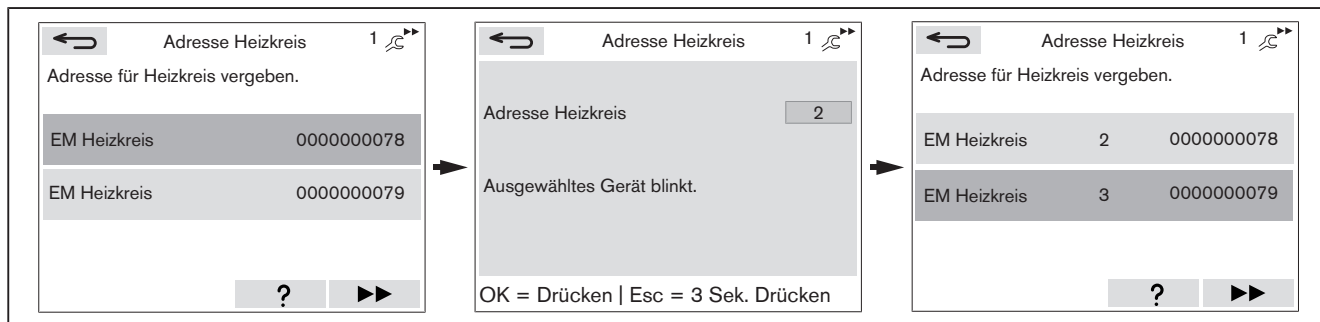 Adresse Heizkreis 1
Adresse für Heizkreis vergeben.
EM Heizkreis 0000000078
EM Heizkreis 0000000079
?
Adresse Heizkreis 1
Adresse Heizkreis 2
Ausgewähltes Gerät blinkt.
OK = Drücken | Esc = 3 Sek. Drücken
Adresse Heizkreis 1
Adresse für Heizkreis vergeben.
EM Heizkreis 2 0000000078
EM Heizkreis 3 0000000079
?